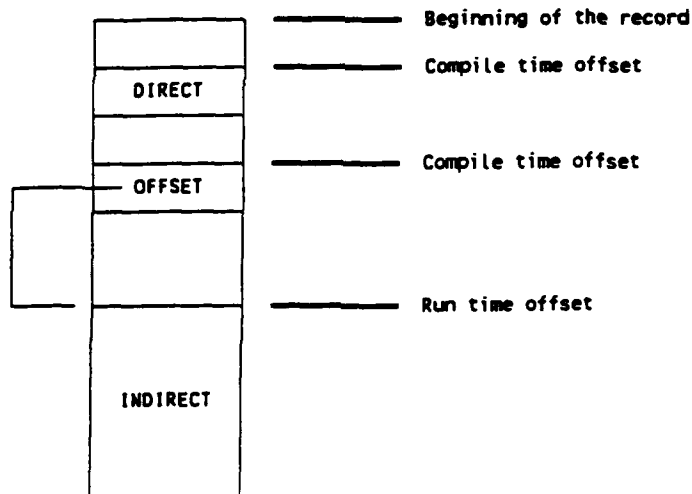 Beginning of the record
Compile time offset
DIRECT
Compile time offset
OFFSET
Run time offset
INDIRECT